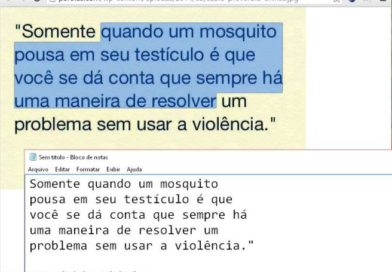 "Somente quando um mosquito
pousa em seu testículo é que
você se dá conta que sempre há
uma maneira de resolver um
problema sem usar a violência."
Sem título - Bloco de notas
Arquivo Editar Formatar Exibir Ajuda
Somente quando um mosquito
pousa em seu testículo é que
você se dá conta que sempre há
uma maneira de resolver um
problema sem usar a violência."